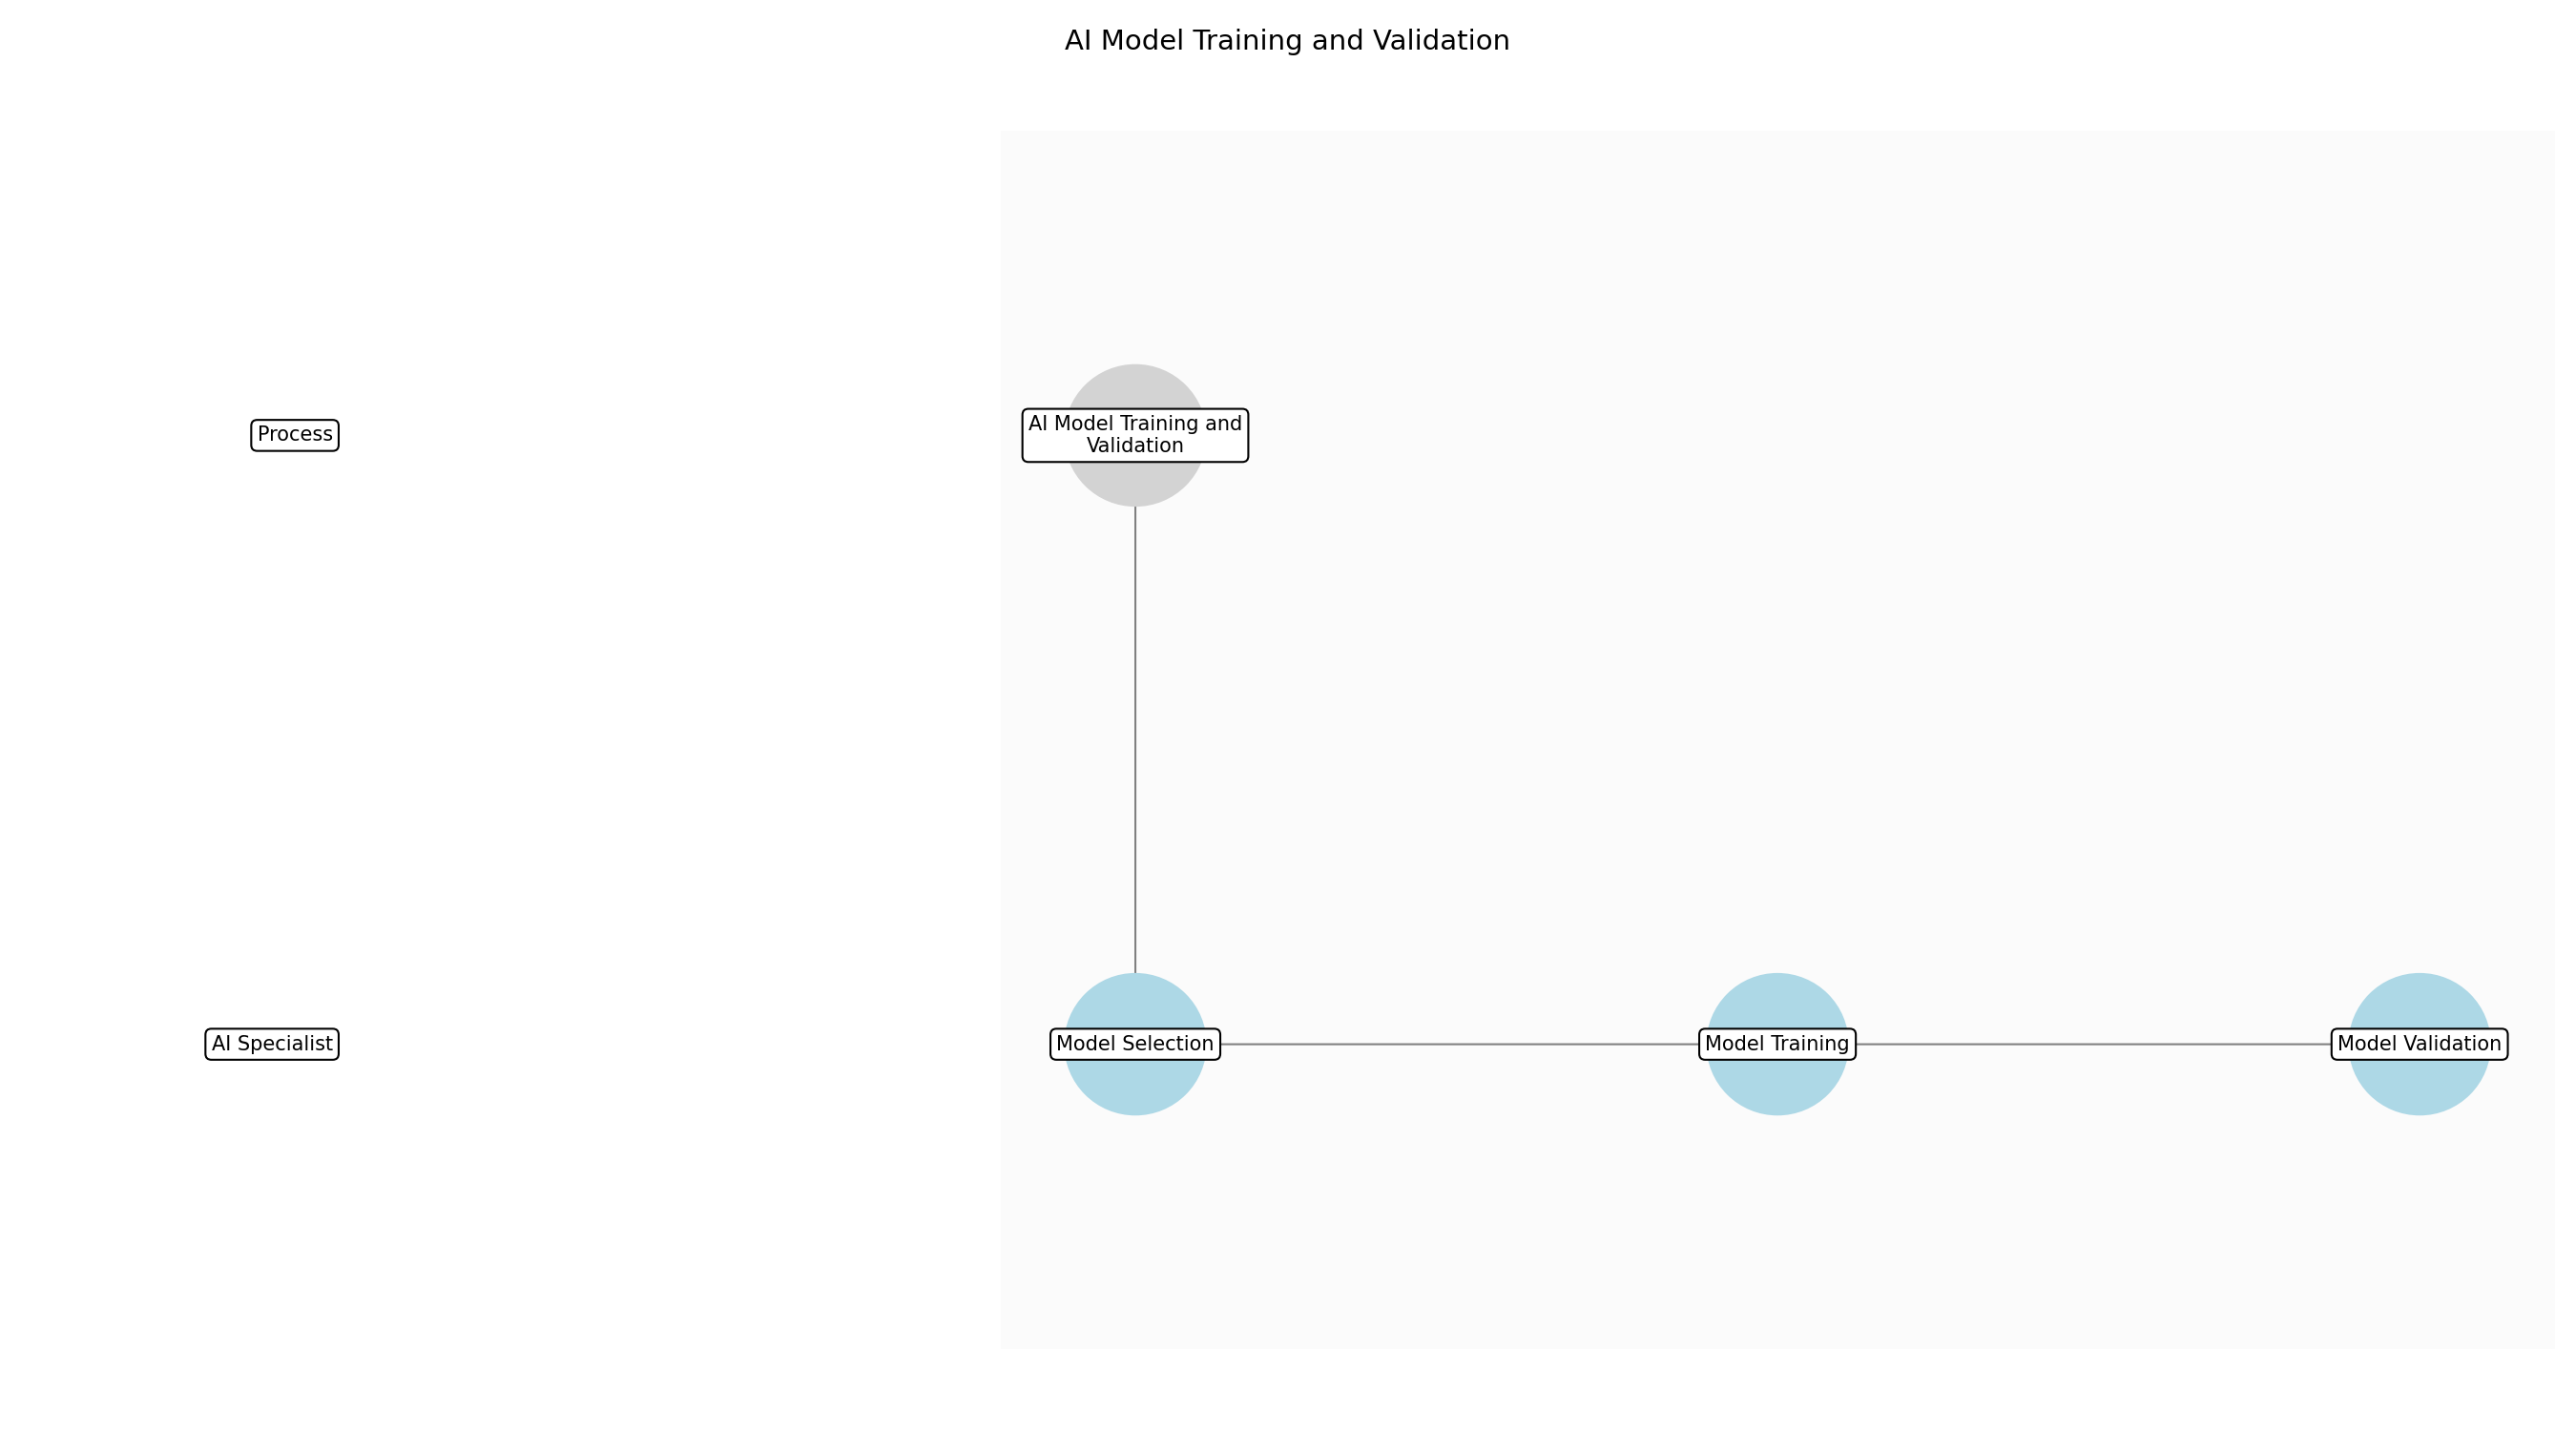 AI Model Training and Validation
Process
AI Model Training and
Validation
AI Specialist
Model Selection
Model Training
Model Validation